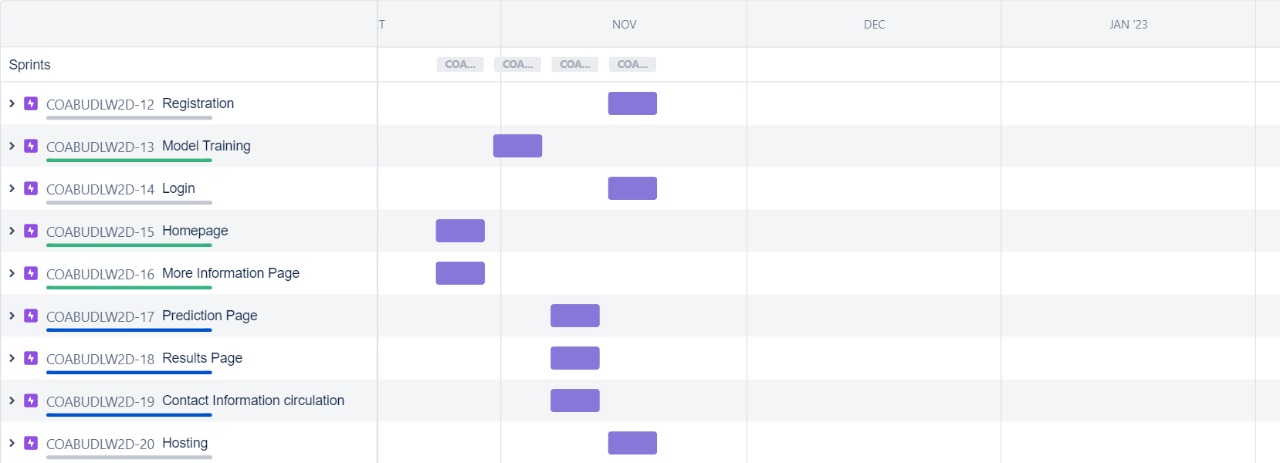 T NOV DEC JAN '23
Sprints COA... COA... COA... COA...
COABUDLW2D-12 Registration
COABUDLW2D-13 Model Training
COABUDLW2D-14 Login
COABUDLW2D-15 Homepage
COABUDLW2D-16 More Information Page
COABUDLW2D-17 Prediction Page
COABUDLW2D-18 Results Page
COABUDLW2D-19 Contact Information circulation
COABUDLW2D-20 Hosting